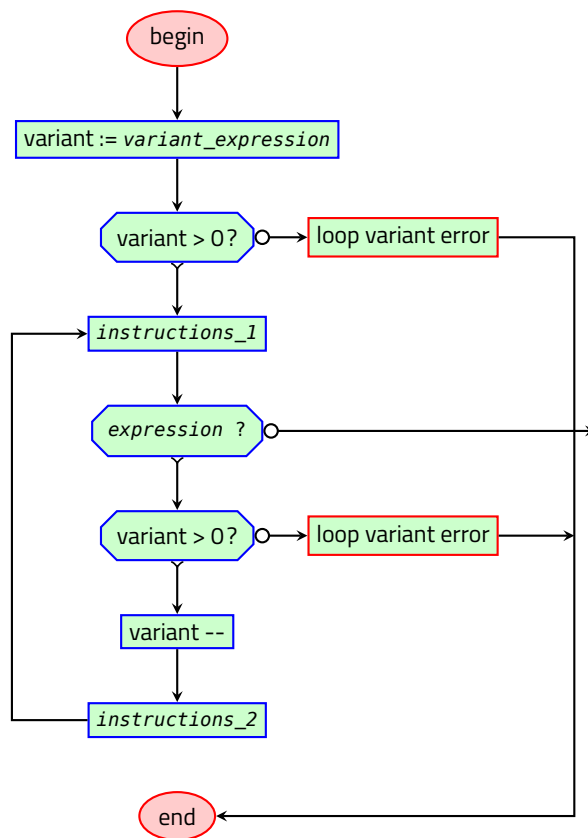 begin
variant := variant_expression
variant > 0?
loop variant error
instructions_1
expression ?
variant > 0?
loop variant error
variant --
instructions_2
end